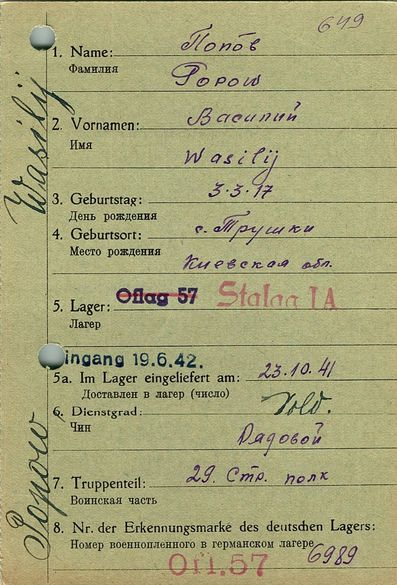 649
1. Name: Попов
Фамилия
Popow
2. Vornamen: Василий
Имя
Wasilij
3. Geburtstag: 3·3·17
День рождения
4. Geburtsort: с. Трушки
Место рождения
Киевская обл.
5. Lager: Oflag 57 Stalag IA
Лагер
ingang 19.6.42.
5a. Im Lager eingeliefert am: 23.10.41
Доставлен в лагер (число)
6. Dienstgrad: Sold.
Чин
Рядовой
7. Truppenteil: 29. Стр. полк
Воинская часть
8. Nr. der Erkennungsmarke des deutschen Lagers:
Номер военнопленного в германском лагере 6989
Ofl.57
Popow Wasilij